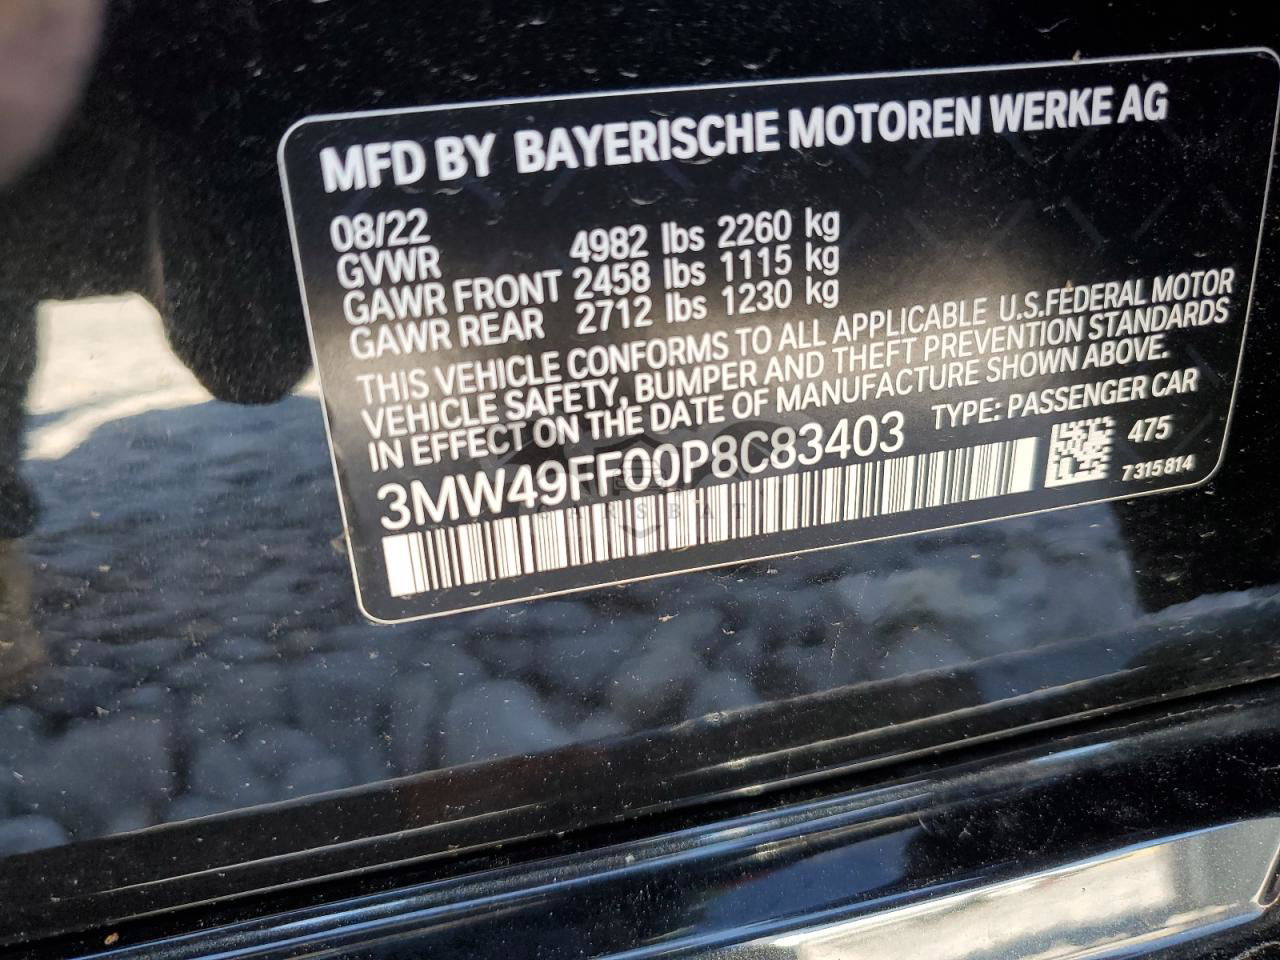 MFD BY BAYERISCHE MOTOREN WERKE AG
08/22
GVWR 4982 lbs 2260 kg
GAWR FRONT 2458 lbs 1115 kg
GAWR REAR 2712 lbs 1230 kg
THIS VEHICLE CONFORMS TO ALL APPLICABLE U.S.FEDERAL MOTOR
VEHICLE SAFETY, BUMPER AND THEFT PREVENTION STANDARDS
IN EFFECT ON THE DATE OF MANUFACTURE SHOWN ABOVE.
3MW49FF00P8C83403 TYPE: PASSENGER CAR
475
7315814